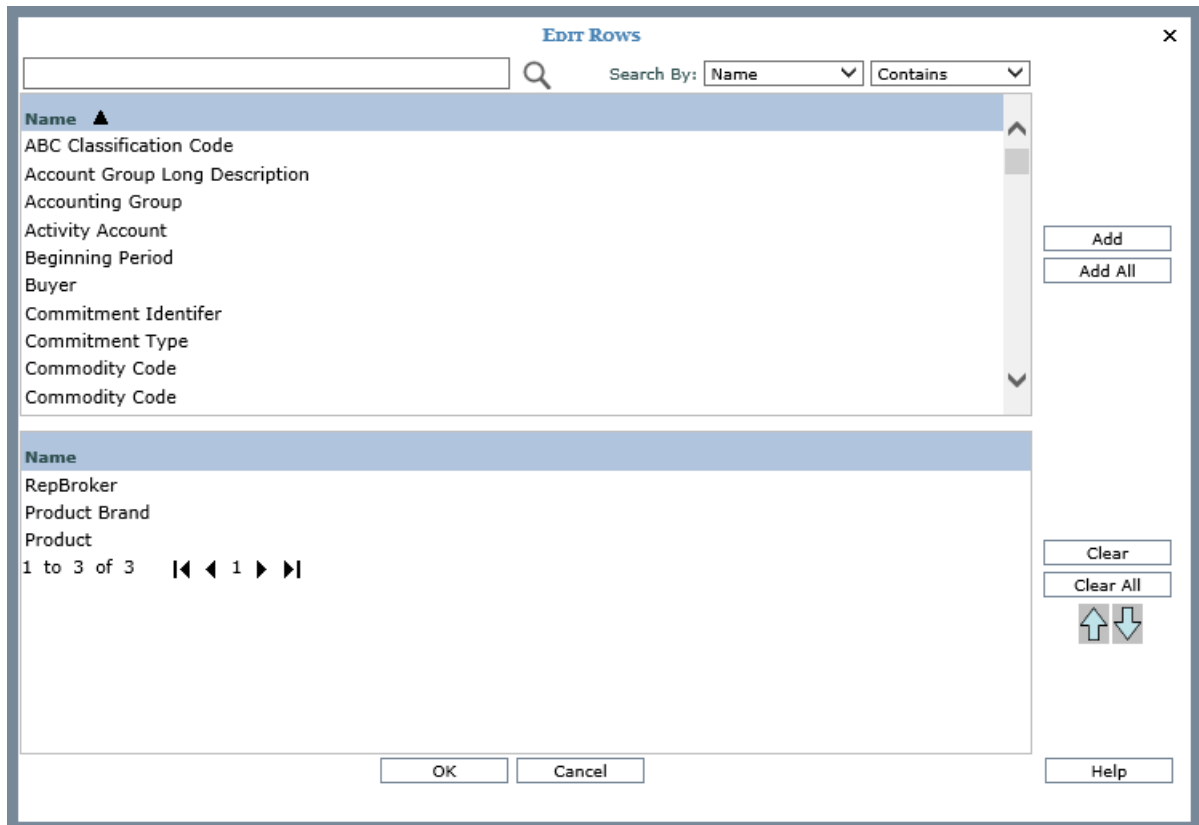 Edit Rows
Search By: Name Contains
Name
ABC Classification Code
Account Group Long Description
Accounting Group
Activity Account
Beginning Period
Buyer
Commitment Identifer
Commitment Type
Commodity Code
Commodity Code
Add
Add All
Name
RepBroker
Product Brand
Product
1 to 3 of 3 1
Clear
Clear All
OK Cancel Help